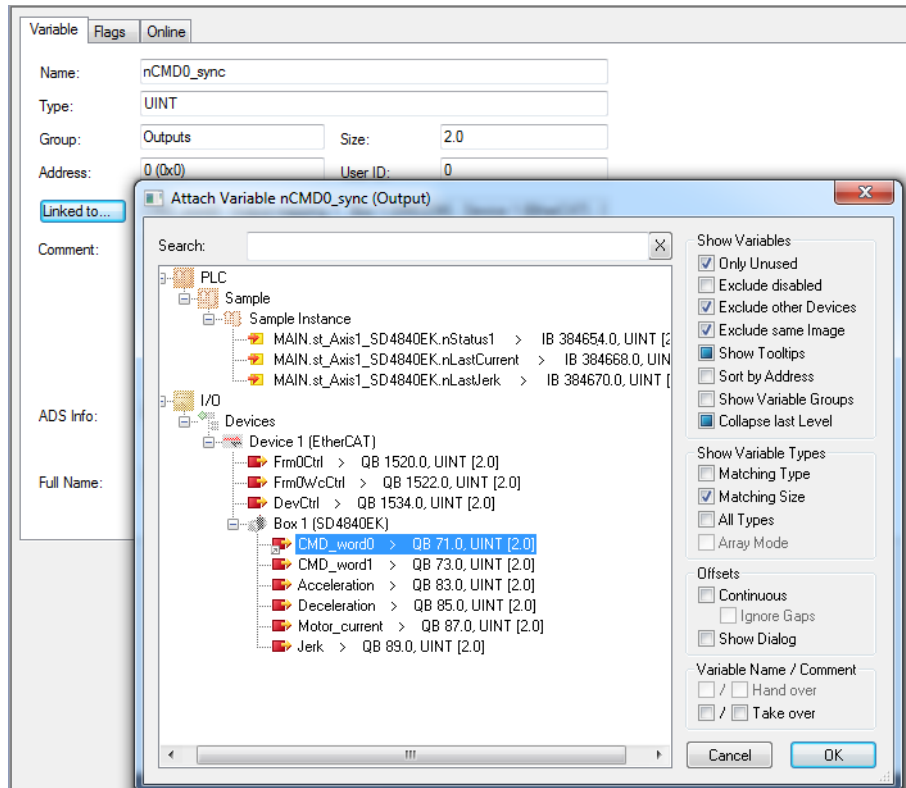 Variable Flags Online
Name: nCMD0_sync
Type: UINT
Group: Outputs Size: 2.0
Address: 0 (0x0) User ID: 0
Linked to...
Comment:
ADS Info:
Full Name:
Attach Variable nCMD0_sync (Output)
Search:
PLC
Sample
Sample Instance
MAIN.st_Axis1_SD4840EK.nStatus1 > IB 384654.0, UINT [2
MAIN.st_Axis1_SD4840EK.nLastCurrent > IB 384668.0, UIN
MAIN.st_Axis1_SD4840EK.nLastJerk > IB 384670.0, UINT [
I/O
Devices
Device 1 (EtherCAT)
Frm0Ctrl > QB 1520.0, UINT [2.0]
Frm0WcCtrl > QB 1522.0, UINT [2.0]
DevCtrl > QB 1534.0, UINT [2.0]
Box 1 (SD4840EK)
CMD_word0 > QB 71.0, UINT [2.0]
CMD_word1 > QB 73.0, UINT [2.0]
Acceleration > QB 83.0, UINT [2.0]
Deceleration > QB 85.0, UINT [2.0]
Motor_current > QB 87.0, UINT [2.0]
Jerk > QB 89.0, UINT [2.0]
Show Variables
Only Unused
Exclude disabled
Exclude other Devices
Exclude same Image
Show Tooltips
Sort by Address
Show Variable Groups
Collapse last Level
Show Variable Types
Matching Type
Matching Size
All Types
Array Mode
Offsets
Continuous
Ignore Gaps
Show Dialog
Variable Name / Comment
/ Hand over
/ Take over
Cancel OK